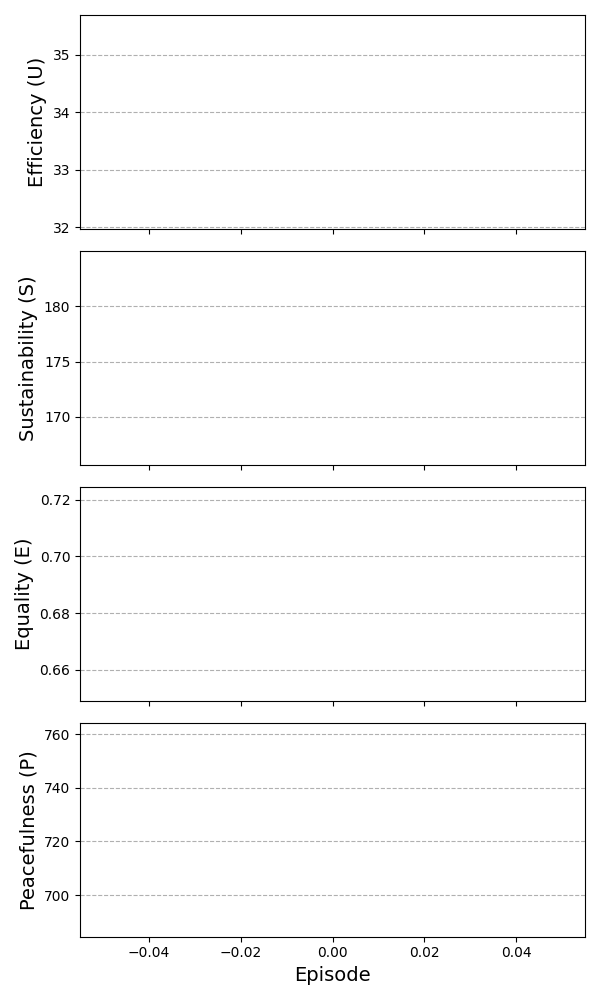 Efficiency (U)
35
34
33
32
Sustainability (S)
180
175
170
Equality (E)
0.72
0.70
0.68
0.66
Peacefulness (P)
760
740
720
700
−0.04 −0.02 0.00 0.02 0.04
Episode